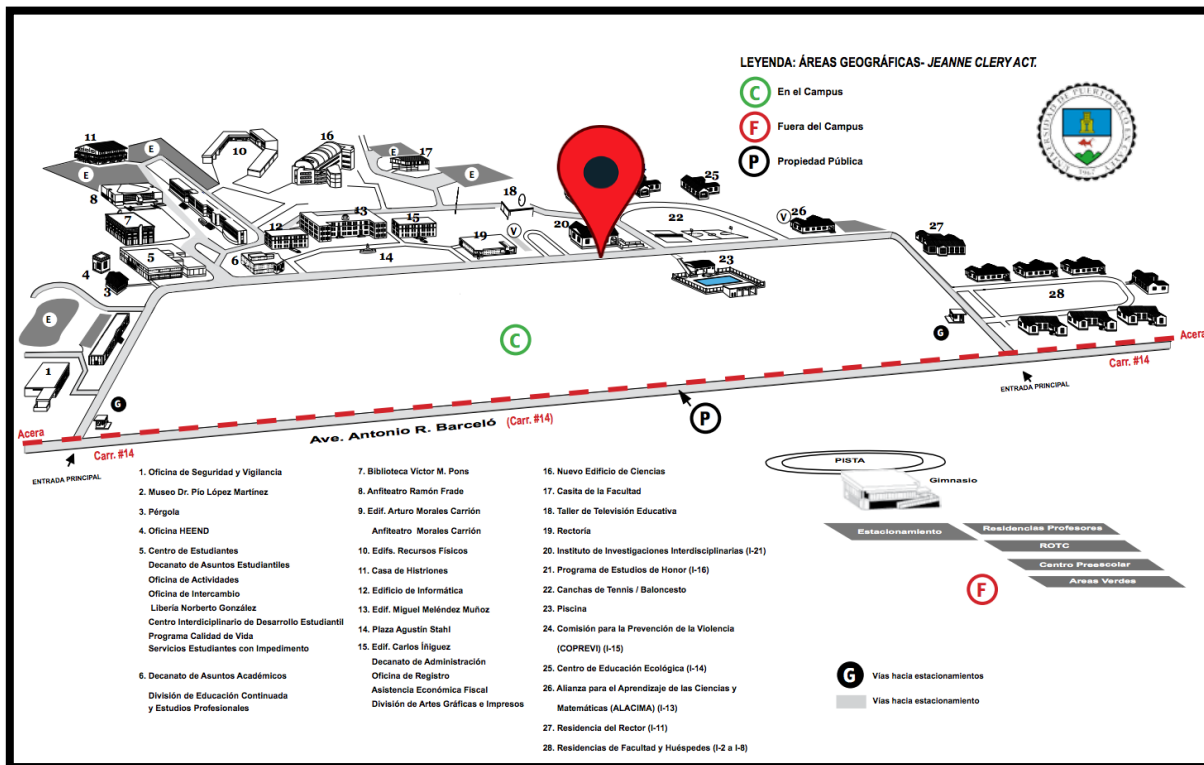 LEYENDA: ÁREAS GEOGRÁFICAS- JEANNE CLERY ACT.
C En el Campus
F Fuera del Campus
P Propiedad Pública
11
E
E
10
16
E
17
E
8
7
9
12
13
15
18
V
19
20
25
22
V
26
27
5
4
3
6
14
23
28
E
1
C
G
G
Acera
Carr. #14
ENTRADA PRINCIPAL
Ave. Antonio R. Barceló (Carr. #14)
P
Acera
Carr. #14
ENTRADA PRINCIPAL
1. Oficina de Seguridad y Vigilancia
2. Museo Dr. Pío López Martínez
3. Pérgola
4. Oficina HEEND
5. Centro de Estudiantes
Decanato de Asuntos Estudiantiles
Oficina de Actividades
Oficina de Intercambio
Libería Norberto González
Centro Interdiciplinario de Desarrollo Estudiantil
Programa Calidad de Vida
Servicios Estudiantes con Impedimento
6. Decanato de Asuntos Académicos
División de Educación Continuada
y Estudios Profesionales
7. Biblioteca Víctor M. Pons
8. Anfiteatro Ramón Frade
9. Edif. Arturo Morales Carrión
Anfiteatro Morales Carrión
10. Edifs. Recursos Físicos
11. Casa de Histriones
12. Edificio de Informática
13. Edif. Miguel Meléndez Muñoz
14. Plaza Agustín Stahl
15. Edif. Carlos Íñiguez
Decanato de Administración
Oficina de Registro
Asistencia Económica Fiscal
División de Artes Gráficas e Impresos
16. Nuevo Edificio de Ciencias
17. Casita de la Facultad
18. Taller de Televisión Educativa
19. Rectoría
20. Instituto de Investigaciones Interdisciplinarias (I-21)
21. Programa de Estudios de Honor (I-16)
22. Canchas de Tennis / Baloncesto
23. Piscina
24. Comisión para la Prevención de la Violencia
(COPREVI) (I-15)
25. Centro de Educación Ecológica (I-14)
26. Alianza para el Aprendizaje de las Ciencias y
Matemáticas (ALACIMA) (I-13)
27. Residencia del Rector (I-11)
28. Residencias de Facultad y Huéspedes (I-2 a I-8)
PISTA
Gimnasio
Estacionamiento
Residencias Profesores
ROTC
Centro Preescolar
Areas Verdes
F
G Vías hacia estacionamientos
Vías hacia estacionamiento